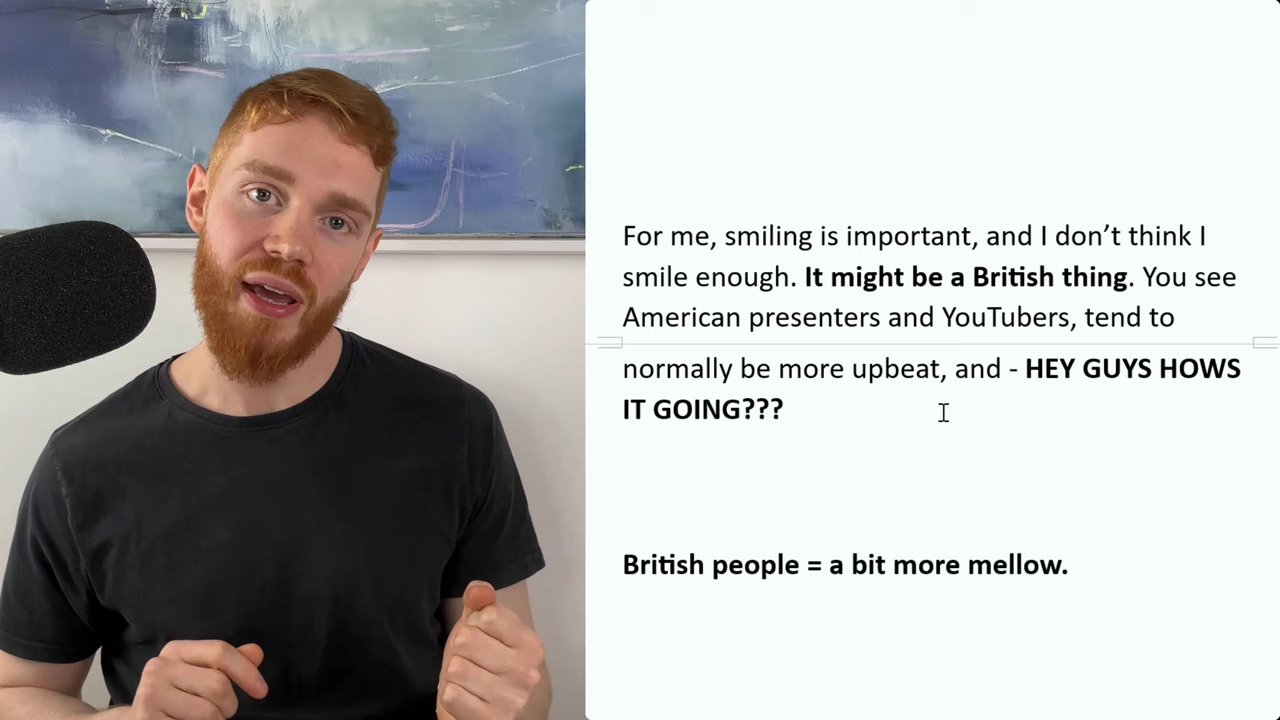 For me, smiling is important, and I don’t think I
smile enough. It might be a British thing. You see
American presenters and YouTubers, tend to
normally be more upbeat, and - HEY GUYS HOWS
IT GOING???
British people = a bit more mellow.